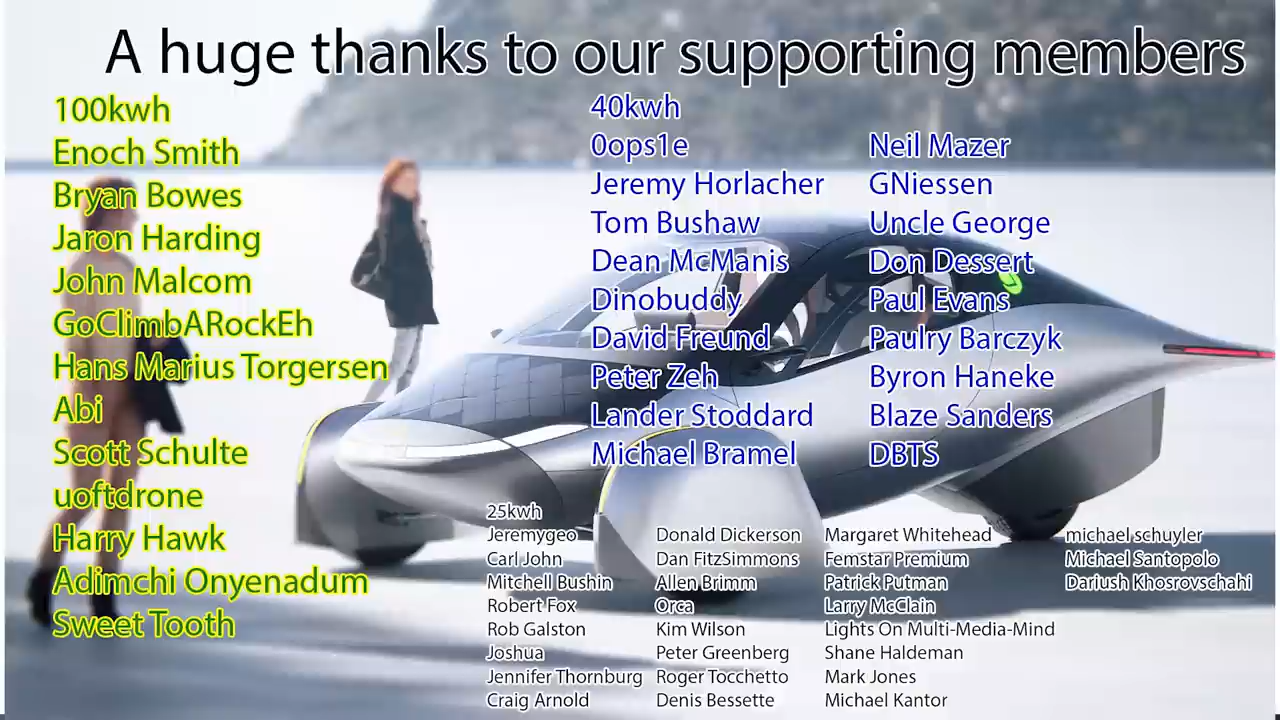 A huge thanks to our supporting members
100kwh
Enoch Smith
Bryan Bowes
Jaron Harding
John Malcom
GoClimbARockEh
Hans Marius Torgersen
Abi
Scott Schulte
uoftdrone
Harry Hawk
Adimchi Onyenadum
Sweet Tooth
40kwh
0ops1e
Jeremy Horlacher
Tom Bushaw
Dean McManis
Dinobuddy
David Freund
Peter Zeh
Lander Stoddard
Michael Bramel
Neil Mazer
GNiessen
Uncle George
Don Dessert
Paul Evans
Paulry Barczyk
Byron Haneke
Blaze Sanders
DBTS
25kwh
Jeremygeo
Carl John
Mitchell Bushin
Robert Fox
Rob Galston
Joshua
Jennifer Thornburg
Craig Arnold
Donald Dickerson
Dan FitzSimmons
Allen Brimm
Orca
Kim Wilson
Peter Greenberg
Roger Tocchetto
Denis Bessette
Margaret Whitehead
Femstar Premium
Patrick Putman
Larry McClain
Lights On Multi-Media-Mind
Shane Haldeman
Mark Jones
Michael Kantor
michael schuyler
Michael Santopolo
Dariush Khosrovschahi